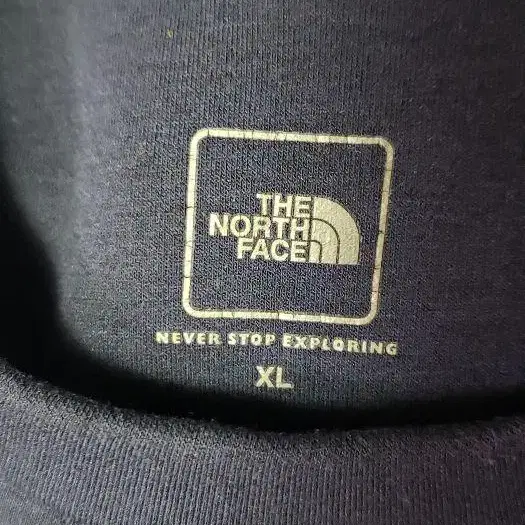 THE
NORTH
FACE
NEVER STOP EXPLORING
XL